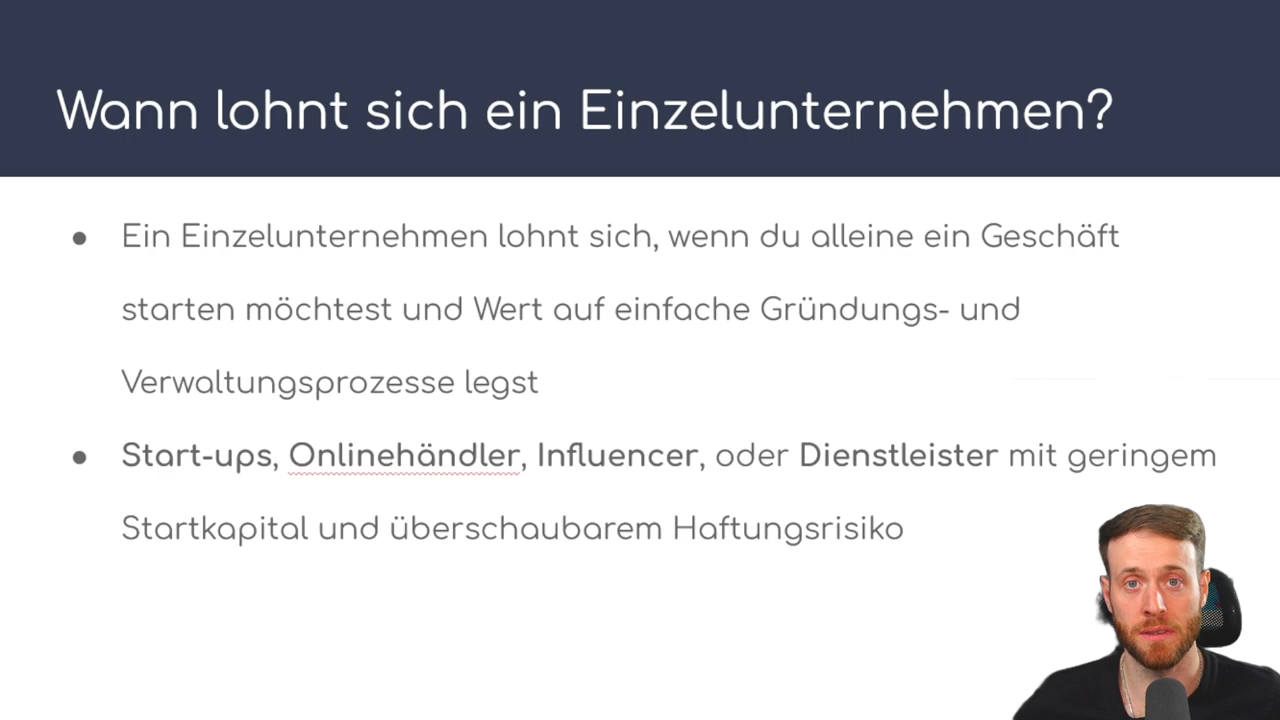 Wann lohnt sich ein Einzelunternehmen?
● Ein Einzelunternehmen lohnt sich, wenn du alleine ein Geschäft
starten möchtest und Wert auf einfache Gründungs- und
Verwaltungsprozesse legst
● Start-ups, Onlinehändler, Influencer, oder Dienstleister mit geringem
Startkapital und überschaubarem Haftungsrisiko